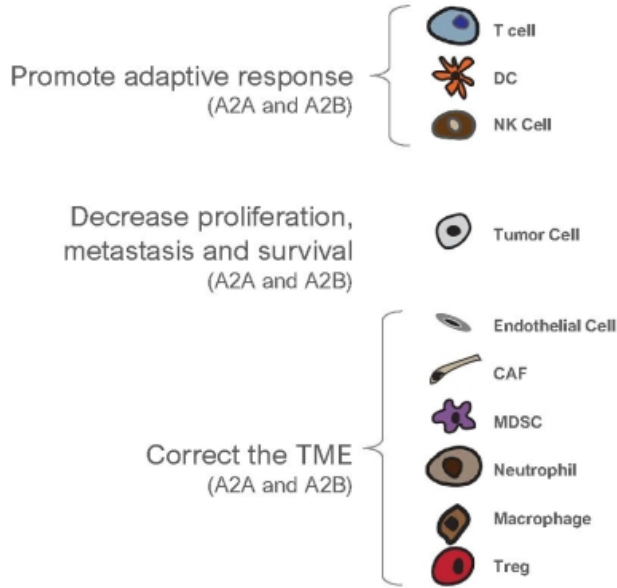 Promote adaptive response
(A2A and A2B)
T cell
DC
NK Cell
Decrease proliferation,
metastasis and survival
(A2A and A2B)
Tumor Cell
Correct the TME
(A2A and A2B)
Endothelial Cell
CAF
MDSC
Neutrophil
Macrophage
Treg